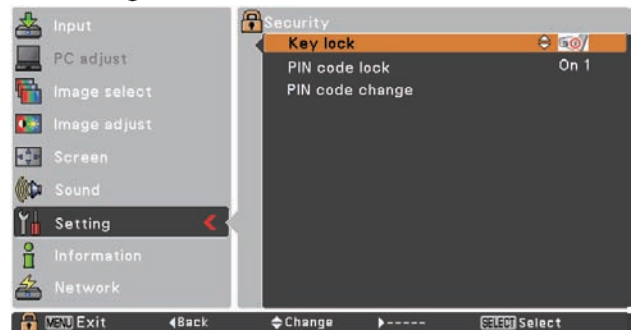 Input
PC adjust
Image select
Image adjust
Screen
Sound
Setting
Information
Network
Security
Key lock
PIN code lock On 1
PIN code change
MENU Exit Back Change ----- SELECT Select